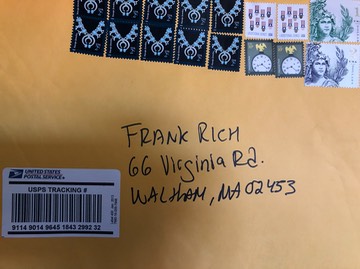 FRANK RICH
66 Virginia Rd.
WALTHAM, MA 02453
UNITED STATES
POSTAL SERVICE
USPS TRACKING #
9114 9014 9645 1843 2992 32